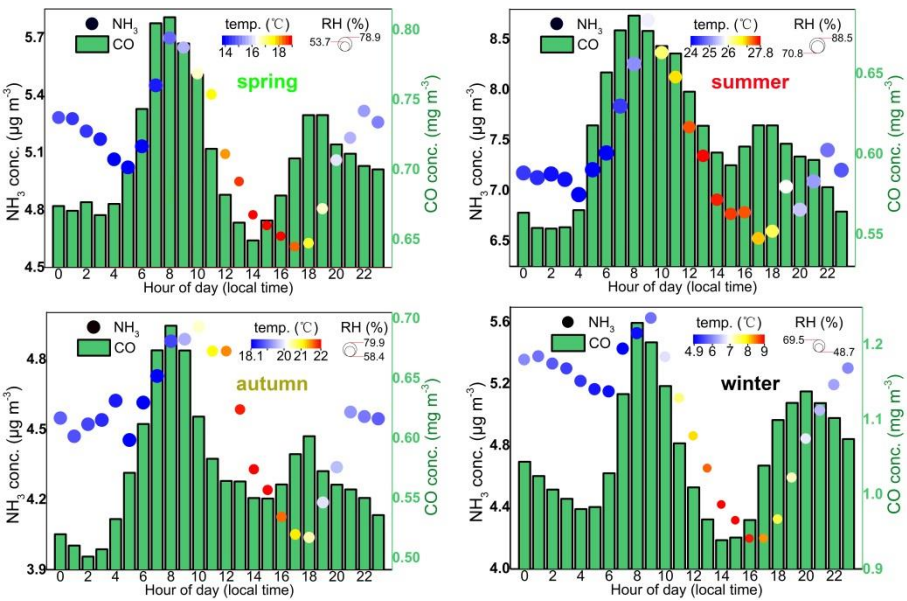 NH₃
CO
temp. (℃)
14 16 18
RH (%)
53.7 78.9
spring
NH₃ conc. (µg m⁻³)
5.7
5.4
5.1
4.8
4.5
CO conc. (mg m⁻³)
0.80
0.75
0.70
0.65
0 2 4 6 8 10 12 14 16 18 20 22
Hour of day (local time)
NH₃
CO
temp. (℃)
24 25 26 27.8
RH (%)
88.5
70.8
summer
NH₃ conc. (µg m⁻³)
8.5
8.0
7.5
7.0
6.5
CO conc. (mg m⁻³)
0.65
0.60
0.55
0 2 4 6 8 10 12 14 16 18 20 22
Hour of day (local time)
NH₃
CO
temp. (℃)
18.1 20 21 22
RH (%)
79.9
58.4
autumn
NH₃ conc. (µg m⁻³)
4.8
4.5
4.2
3.9
CO conc. (mg m⁻³)
0.70
0.65
0.60
0.55
0.50
0 2 4 6 8 10 12 14 16 18 20 22
Hour of day (local time)
NH₃
CO
temp. (℃)
4.9 6 7 8 9
RH (%)
69.5
48.7
winter
NH₃ conc. (µg m⁻³)
5.6
5.2
4.8
4.4
4.0
CO conc. (mg m⁻³)
1.2
1.1
1.0
0.9
0 2 4 6 8 10 12 14 16 18 20 22
Hour of day (local time)